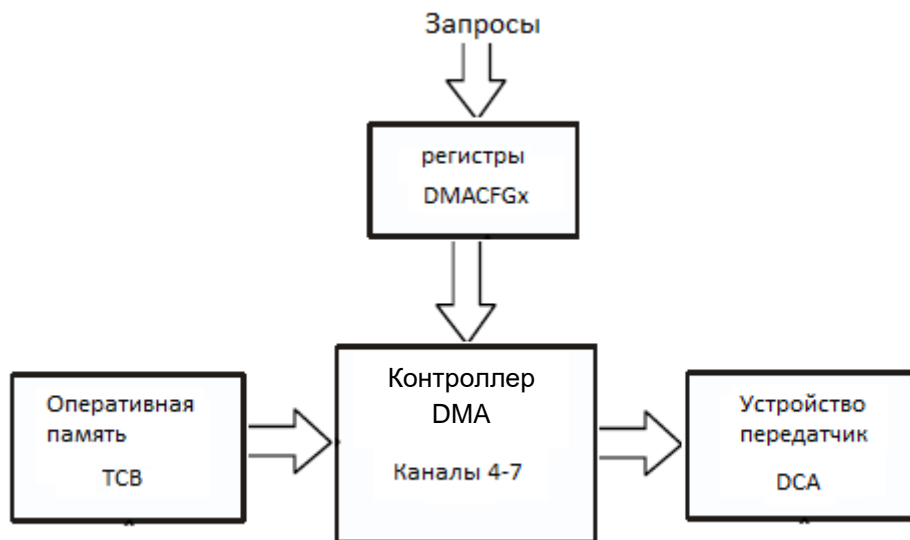 Запросы
регистры
DMACFGx
Оперативная
память
TCB
Контроллер
DMA
Каналы 4-7
Устройство
передатчик
DCA